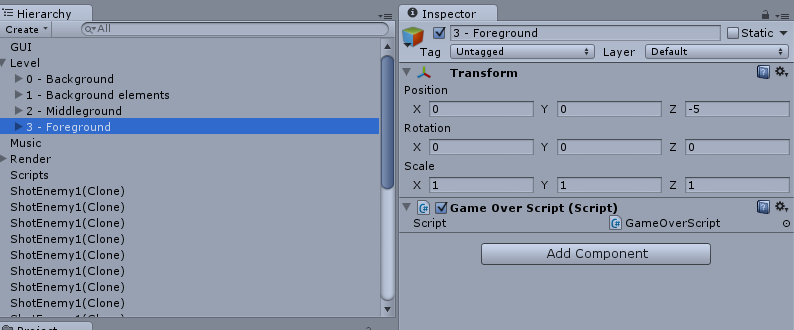 Hierarchy
Create
All
GUI
Level
0 - Background
1 - Background elements
2 - Middleground
3 - Foreground
Music
Render
Scripts
ShotEnemy1(Clone)
ShotEnemy1(Clone)
ShotEnemy1(Clone)
ShotEnemy1(Clone)
ShotEnemy1(Clone)
ShotEnemy1(Clone)
ShotEnemy1(Clone)
ShotEnemy1(Clone)
Project
Inspector
3 - Foreground
Static
Tag Untagged Layer Default
Transform
Position
X 0 Y 0 Z -5
Rotation
X 0 Y 0 Z 0
Scale
X 1 Y 1 Z 1
Game Over Script (Script)
Script GameOverScript
Add Component